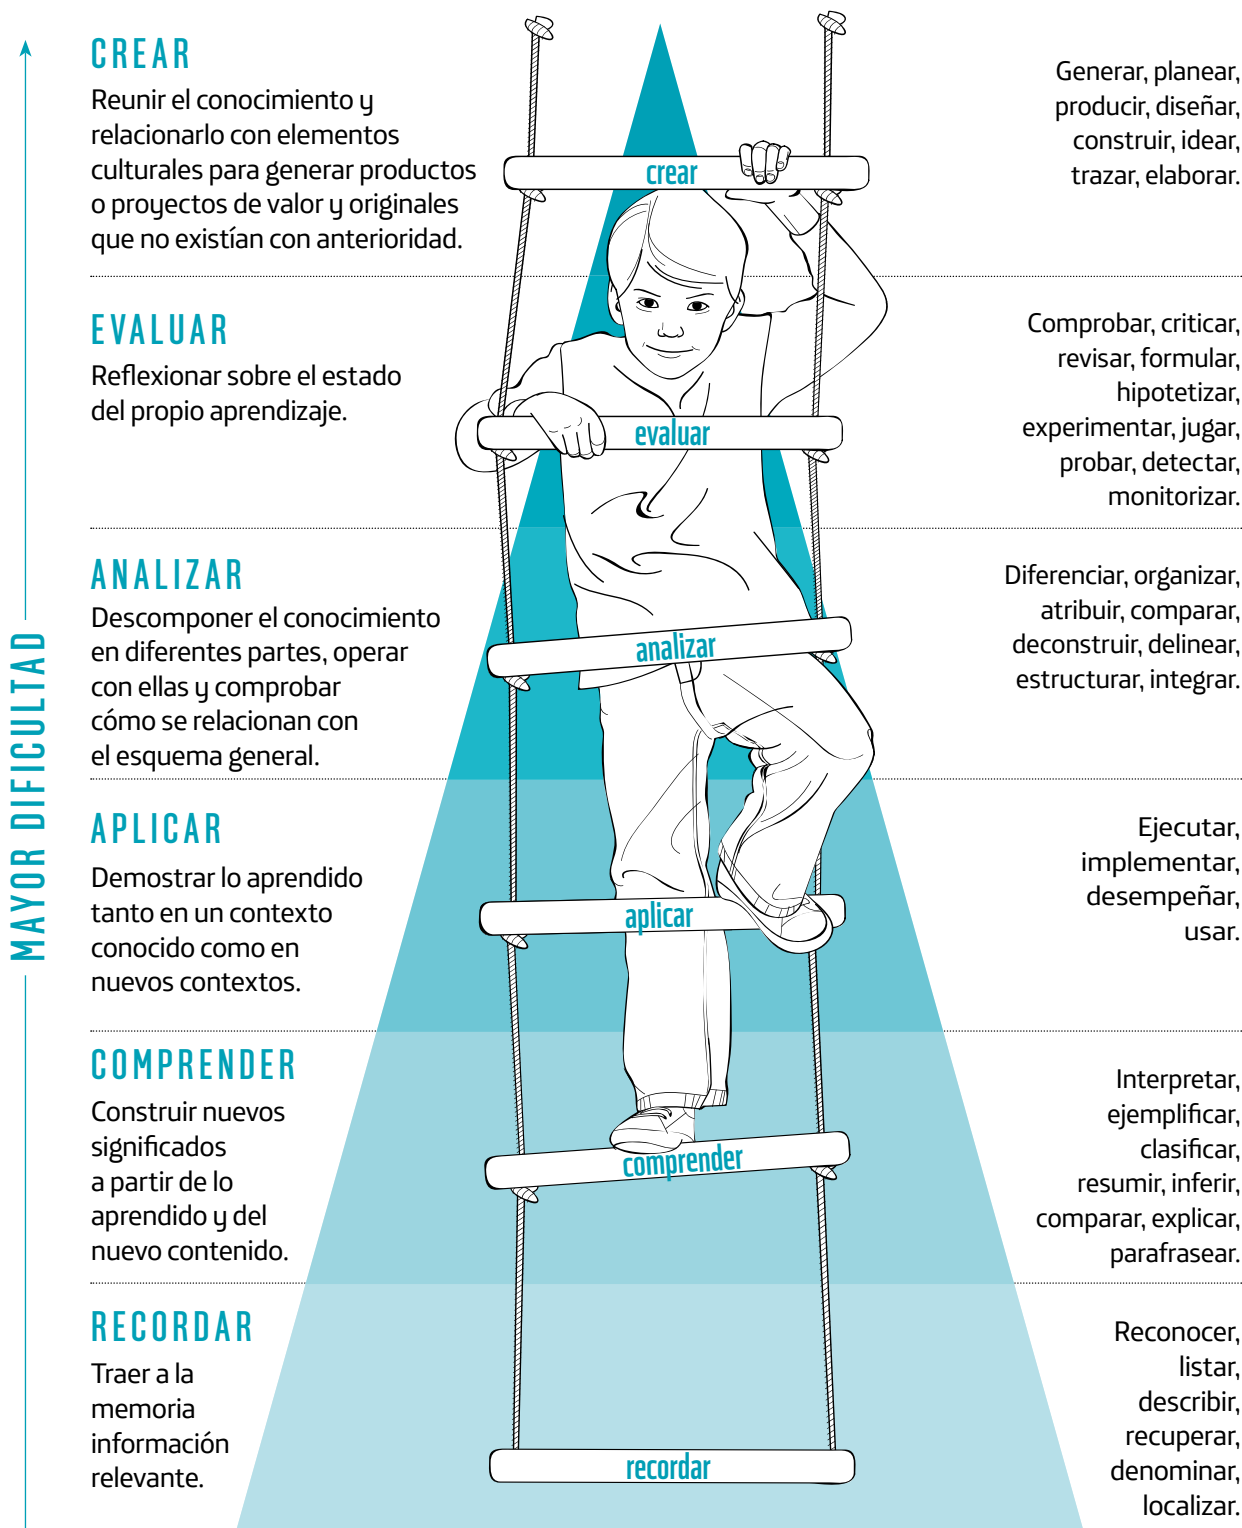 MAYOR DIFICULTAD
CREAR
Reunir el conocimiento y
relacionarlo con elementos
culturales para generar productos
o proyectos de valor y originales
que no existían con anterioridad.
crear
Generar, planear,
producir, diseñar,
construir, idear,
trazar, elaborar.
EVALUAR
Reflexionar sobre el estado
del propio aprendizaje.
evaluar
Comprobar, criticar,
revisar, formular,
hipotetizar,
experimentar, jugar,
probar, detectar,
monitorizar.
ANALIZAR
Descomponer el conocimiento
en diferentes partes, operar
con ellas y comprobar
cómo se relacionan con
el esquema general.
analizar
Diferenciar, organizar,
atribuir, comparar,
deconstruir, delinear,
estructurar, integrar.
APLICAR
Demostrar lo aprendido
tanto en un contexto
conocido como en
nuevos contextos.
aplicar
Ejecutar,
implementar,
desempeñar,
usar.
COMPRENDER
Construir nuevos
significados
a partir de lo
aprendido y del
nuevo contenido.
comprender
Interpretar,
ejemplificar,
clasificar,
resumir, inferir,
comparar, explicar,
parafrasear.
RECORDAR
Traer a la
memoria
información
relevante.
recordar
Reconocer,
listar,
describir,
recuperar,
denominar,
localizar.